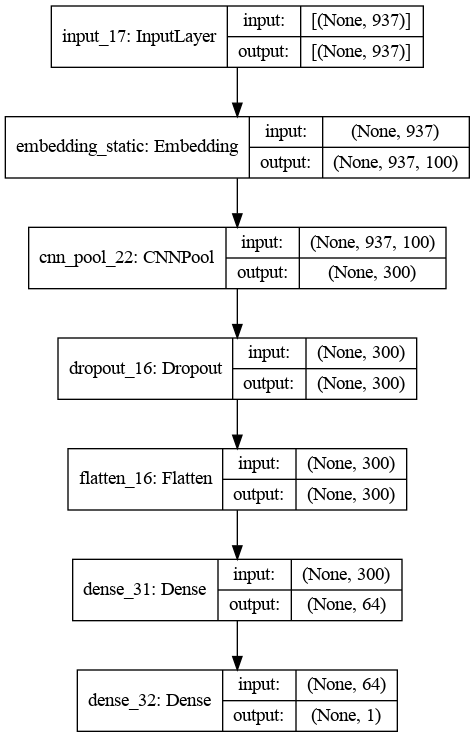 input_17: InputLayer
input:
[(None, 937)]
output:
[(None, 937)]
embedding_static: Embedding
input:
(None, 937)
output:
(None, 937, 100)
cnn_pool_22: CNNPool
input:
(None, 937, 100)
output:
(None, 300)
dropout_16: Dropout
input:
(None, 300)
output:
(None, 300)
flatten_16: Flatten
input:
(None, 300)
output:
(None, 300)
dense_31: Dense
input:
(None, 300)
output:
(None, 64)
dense_32: Dense
input:
(None, 64)
output:
(None, 1)